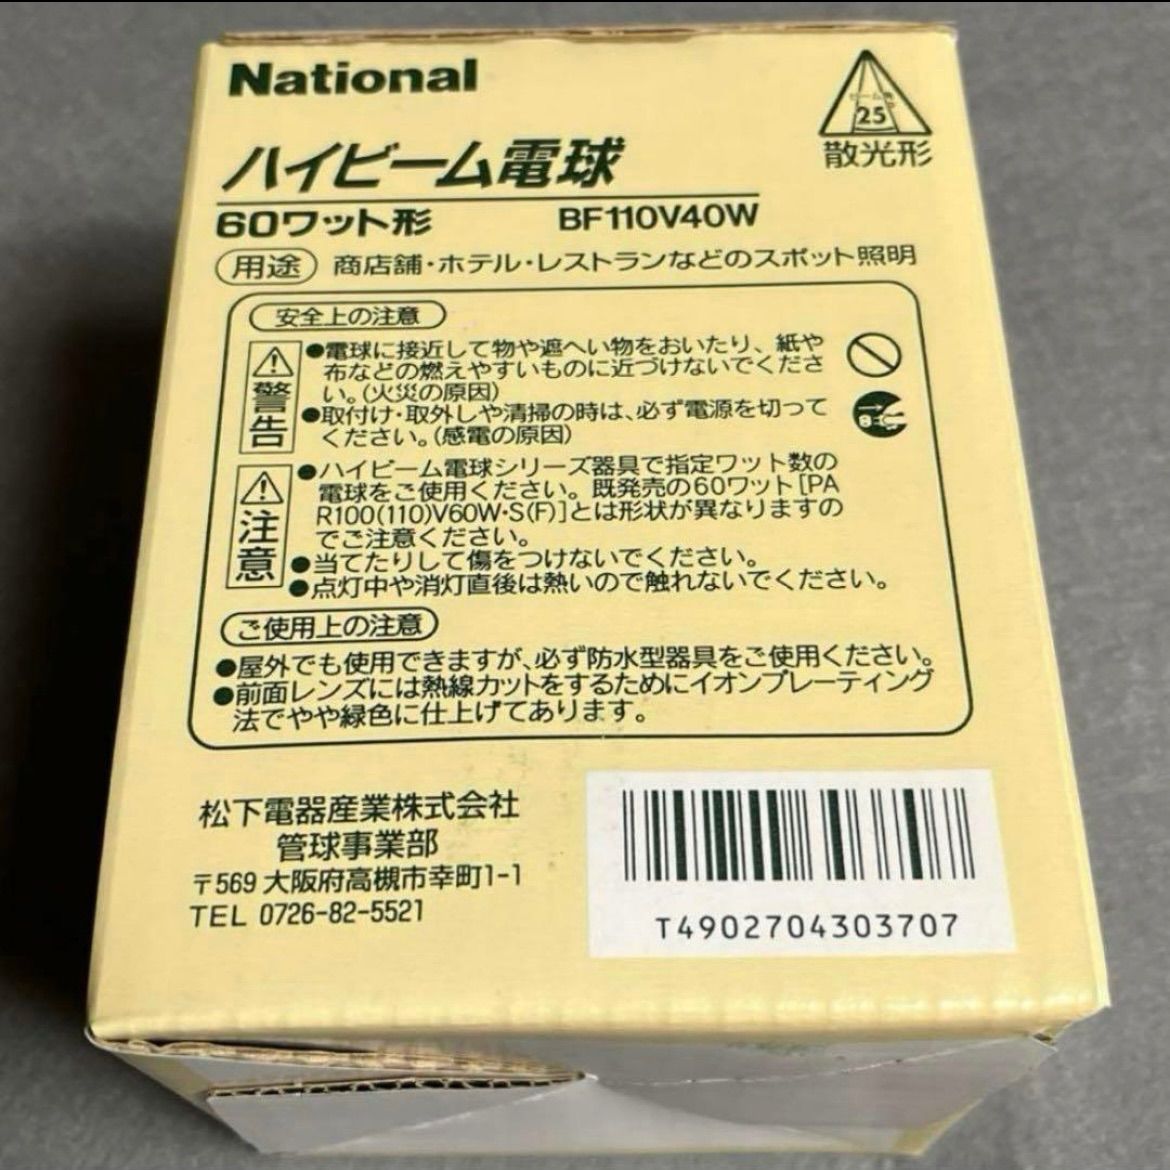 National
ビーム角
25°
散光形
ハイビーム電球
60ワット形 BF110V40W
用途 商店舗・ホテル・レストランなどのスポット照明
安全上の注意
警告
●電球に接近して物や遮へい物をおいたり、紙や
布などの燃えやすいものに近づけないでくださ
い。(火災の原因)
●取付け・取外しや清掃の時は、必ず電源を切って
ください。(感電の原因)
注意
●ハイビーム電球シリーズ器具で指定ワット数の
電球をご使用ください。既発売の60ワット[PA
R100(110)V60W・S(F)]とは形状が異なりますの
でご注意ください。
●当てたりして傷をつけないでください。
●点灯中や消灯直後は熱いので触れないでください。
ご使用上の注意
●屋外でも使用できますが、必ず防水型器具をご使用ください。
●前面レンズには熱線カットをするためにイオンプレーティング
法でやや緑色に仕上げてあります。
松下電器産業株式会社
管球事業部
〒569 大阪府高槻市幸町1-1
TEL 0726-82-5521
T4902704303707